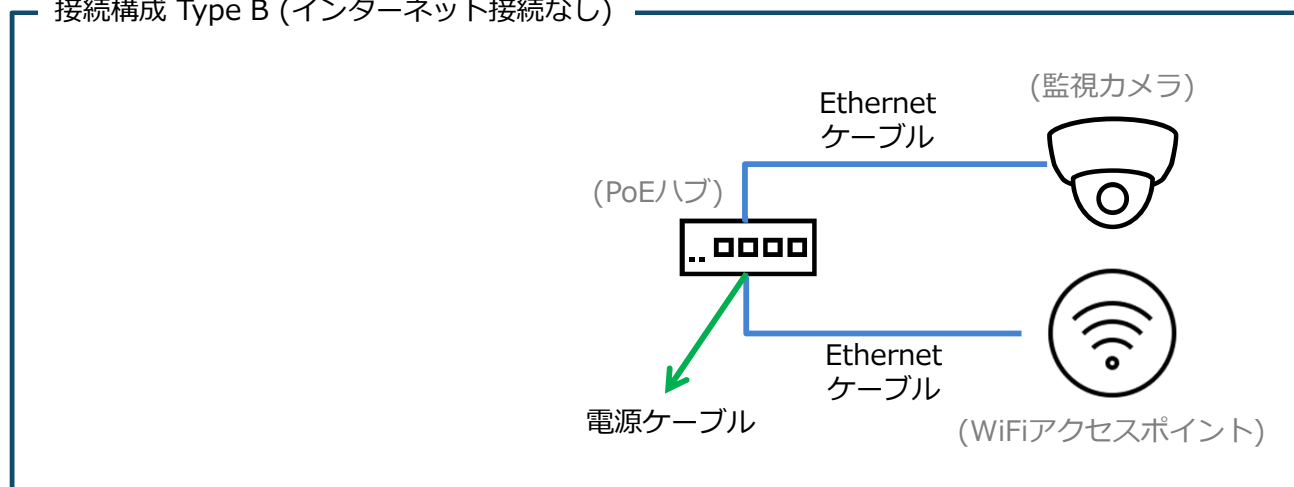 接続構成 Type B (インターネット接続なし)
(監視カメラ)
Ethernet
ケーブル
(PoEハブ)
Ethernet
ケーブル
電源ケーブル
(WiFiアクセスポイント)